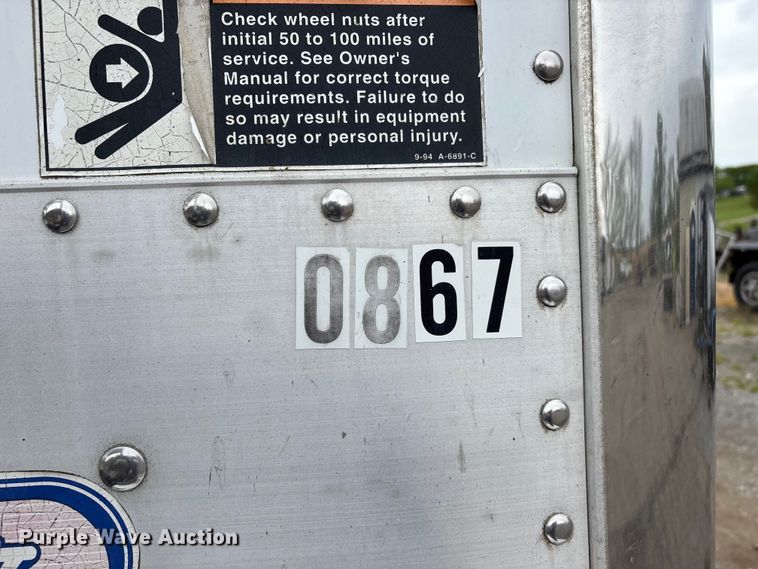 Check wheel nuts after
initial 50 to 100 miles of
service. See Owner's
Manual for correct torque
requirements. Failure to do
so may result in equipment
damage or personal injury.
9-94 A-6891-C
0867
Purple Wave Auction